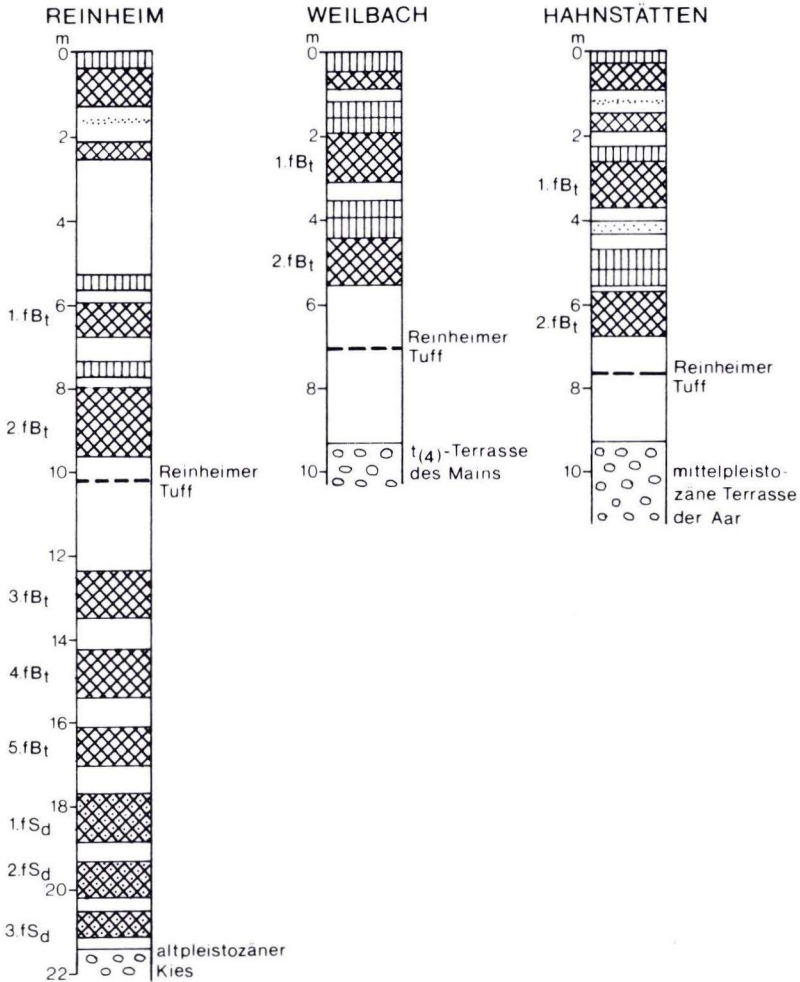 REINHEIM
m
0
2
4
1.fBt
6
8
2.fBt
10
Reinheimer
Tuff
12
3.fBt
14
4.fBt
16
5.fBt
18
1.fSd
2.fSd
20
3.fSd
altpleistozäner
Kies
22
WEILBACH
m
0
2
1.fBt
4
2.fBt
6
Reinheimer
Tuff
8
t(4)-Terrasse
des Mains
10
HAHNSTÄTTEN
m
0
2
1.fBt
4
6
2.fBt
Reinheimer
Tuff
8
10
mittelpleisto-
zäne Terrasse
der Aar